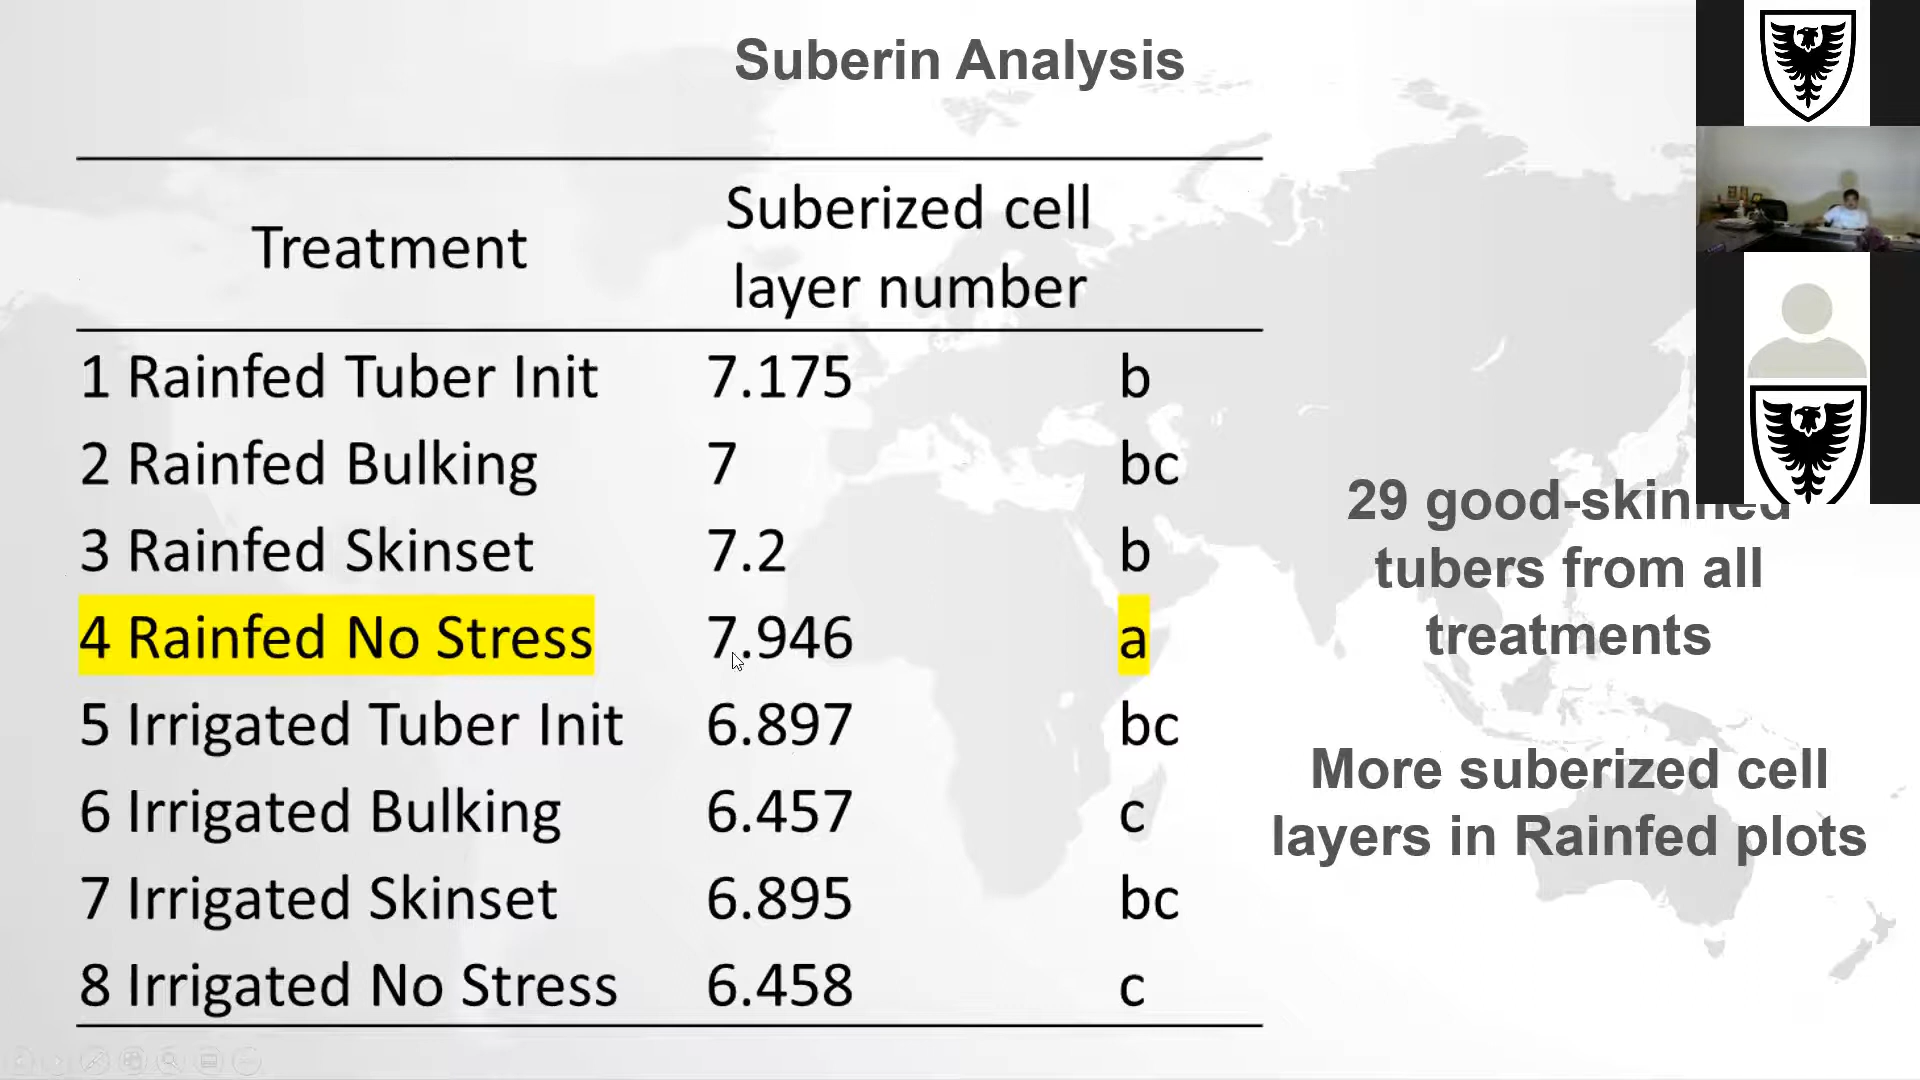 Suberin Analysis
Treatment
Suberized cell
layer number
1 Rainfed Tuber Init 7.175 b
2 Rainfed Bulking 7 bc
3 Rainfed Skinset 7.2 b
4 Rainfed No Stress 7.946 a
5 Irrigated Tuber Init 6.897 bc
6 Irrigated Bulking 6.457 c
7 Irrigated Skinset 6.895 bc
8 Irrigated No Stress 6.458 c
29 good-skinned
tubers from all
treatments
More suberized cell
layers in Rainfed plots